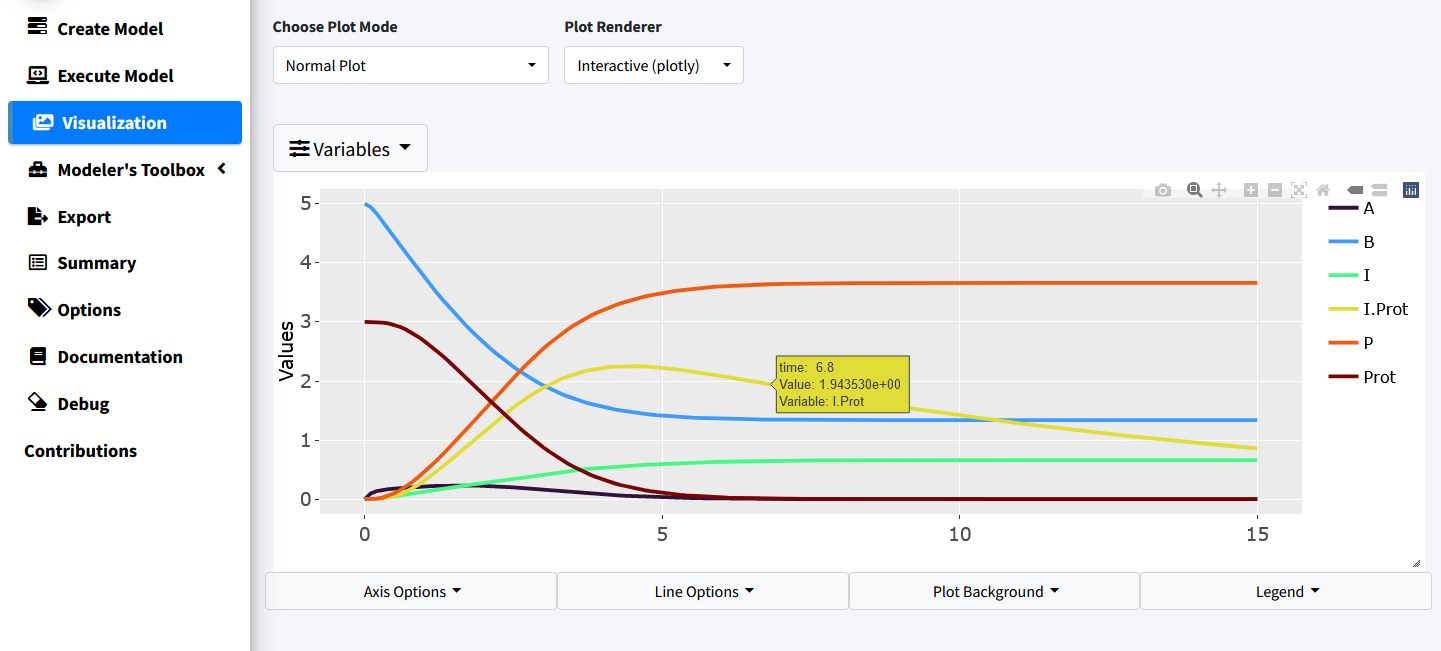 Create Model
Execute Model
Visualization
Modeler's Toolbox
Export
Summary
Options
Documentation
Debug
Contributions
Choose Plot Mode
Plot Renderer
Normal Plot
Interactive (plotly)
Variables
Values
5
4
3
2
1
0
0
5
10
15
time: 6.8
Value: 1.943530e+00
Variable: I.Prot
A
B
I
I.Prot
P
Prot
Axis Options
Line Options
Plot Background
Legend